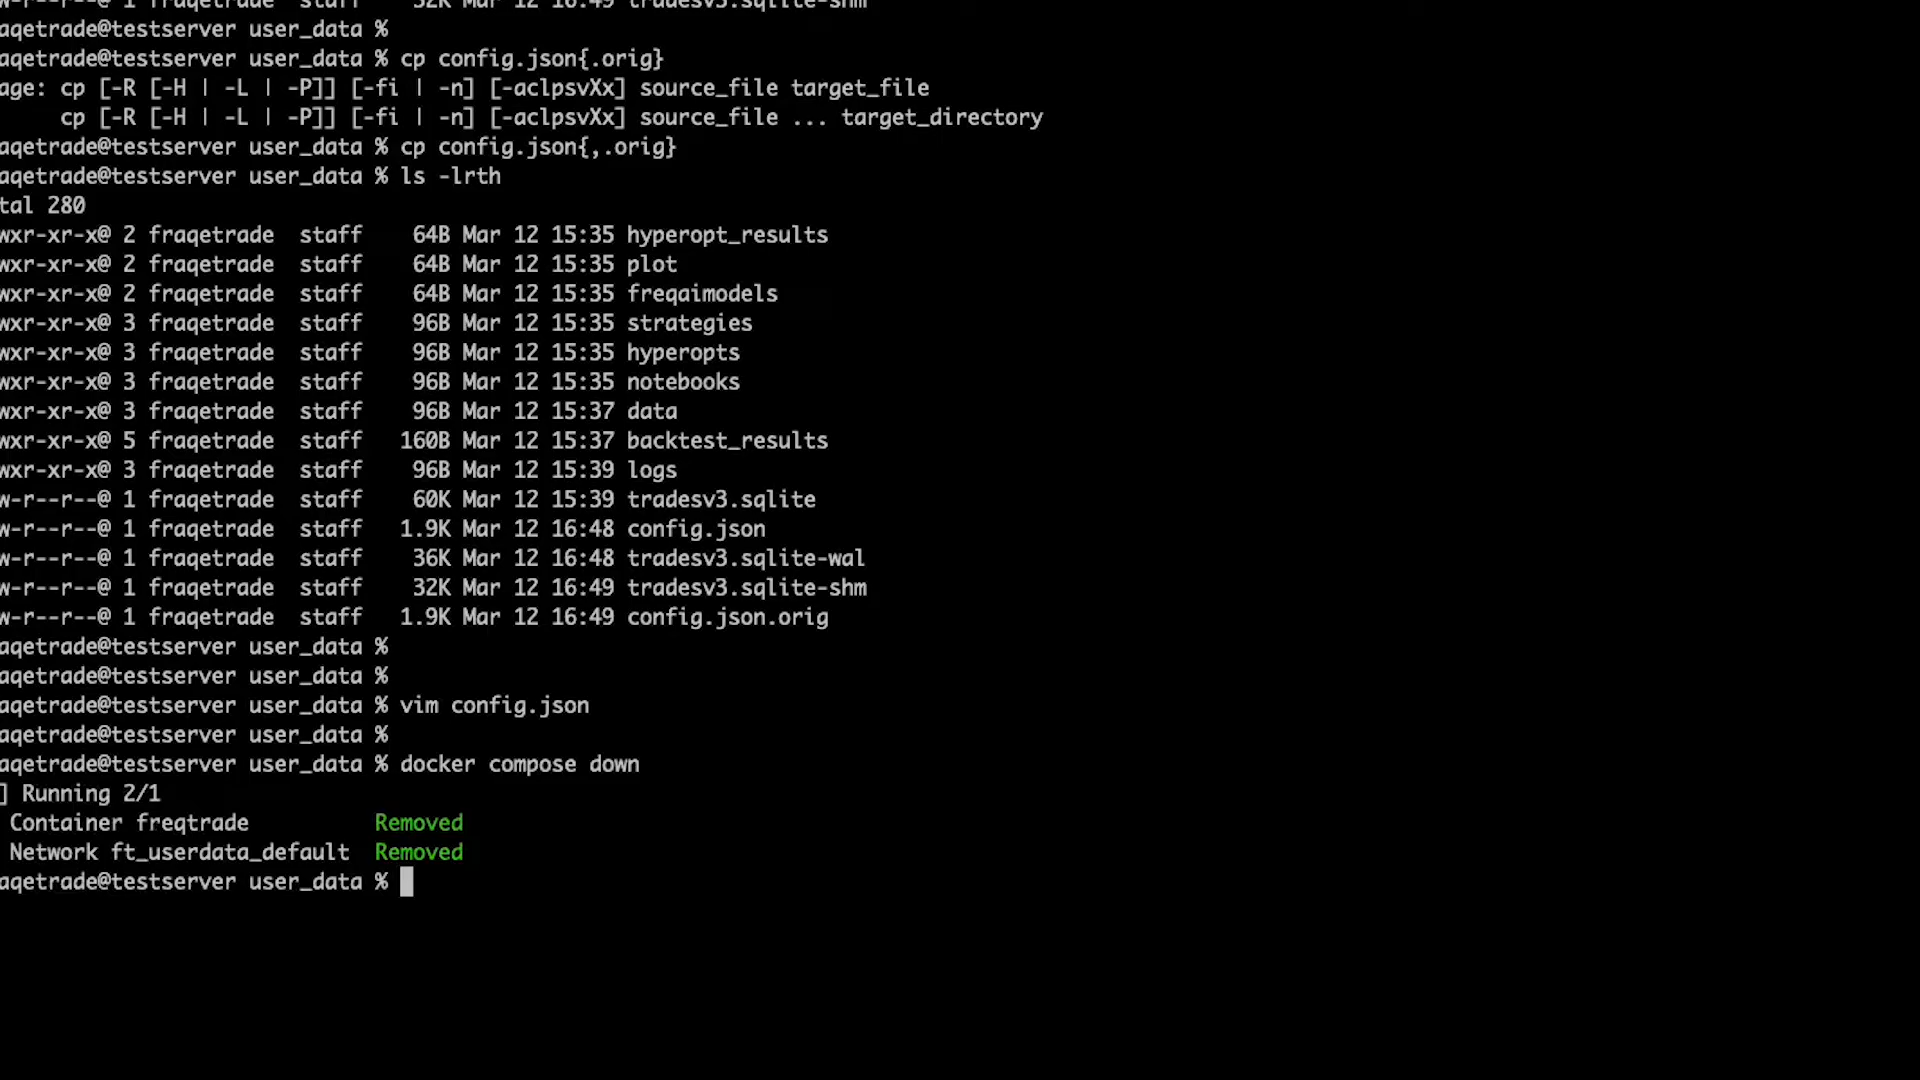 w-r--r--@ 1 fraqetrade  staff    32K Mar 12 16:49 tradesv3.sqlite-shm
aqetrade@testserver user_data %
aqetrade@testserver user_data % cp config.json{.orig}
age: cp [-R [-H | -L | -P]] [-fi | -n] [-aclpsvXx] source_file target_file
     cp [-R [-H | -L | -P]] [-fi | -n] [-aclpsvXx] source_file ... target_directory
aqetrade@testserver user_data % cp config.json{,.orig}
aqetrade@testserver user_data % ls -lrth
tal 280
wxr-xr-x@ 2 fraqetrade  staff    64B Mar 12 15:35 hyperopt_results
wxr-xr-x@ 2 fraqetrade  staff    64B Mar 12 15:35 plot
wxr-xr-x@ 2 fraqetrade  staff    64B Mar 12 15:35 freqaimodels
wxr-xr-x@ 3 fraqetrade  staff    96B Mar 12 15:35 strategies
wxr-xr-x@ 3 fraqetrade  staff    96B Mar 12 15:35 hyperopts
wxr-xr-x@ 3 fraqetrade  staff    96B Mar 12 15:35 notebooks
wxr-xr-x@ 3 fraqetrade  staff    96B Mar 12 15:37 data
wxr-xr-x@ 5 fraqetrade  staff   160B Mar 12 15:37 backtest_results
wxr-xr-x@ 3 fraqetrade  staff    96B Mar 12 15:39 logs
w-r--r--@ 1 fraqetrade  staff    60K Mar 12 15:39 tradesv3.sqlite
w-r--r--@ 1 fraqetrade  staff   1.9K Mar 12 16:48 config.json
w-r--r--@ 1 fraqetrade  staff    36K Mar 12 16:48 tradesv3.sqlite-wal
w-r--r--@ 1 fraqetrade  staff    32K Mar 12 16:49 tradesv3.sqlite-shm
w-r--r--@ 1 fraqetrade  staff   1.9K Mar 12 16:49 config.json.orig
aqetrade@testserver user_data %
aqetrade@testserver user_data %
aqetrade@testserver user_data % vim config.json
aqetrade@testserver user_data %
aqetrade@testserver user_data % docker compose down
] Running 2/1
 Container freqtrade          Removed
 Network ft_userdata_default  Removed
aqetrade@testserver user_data %